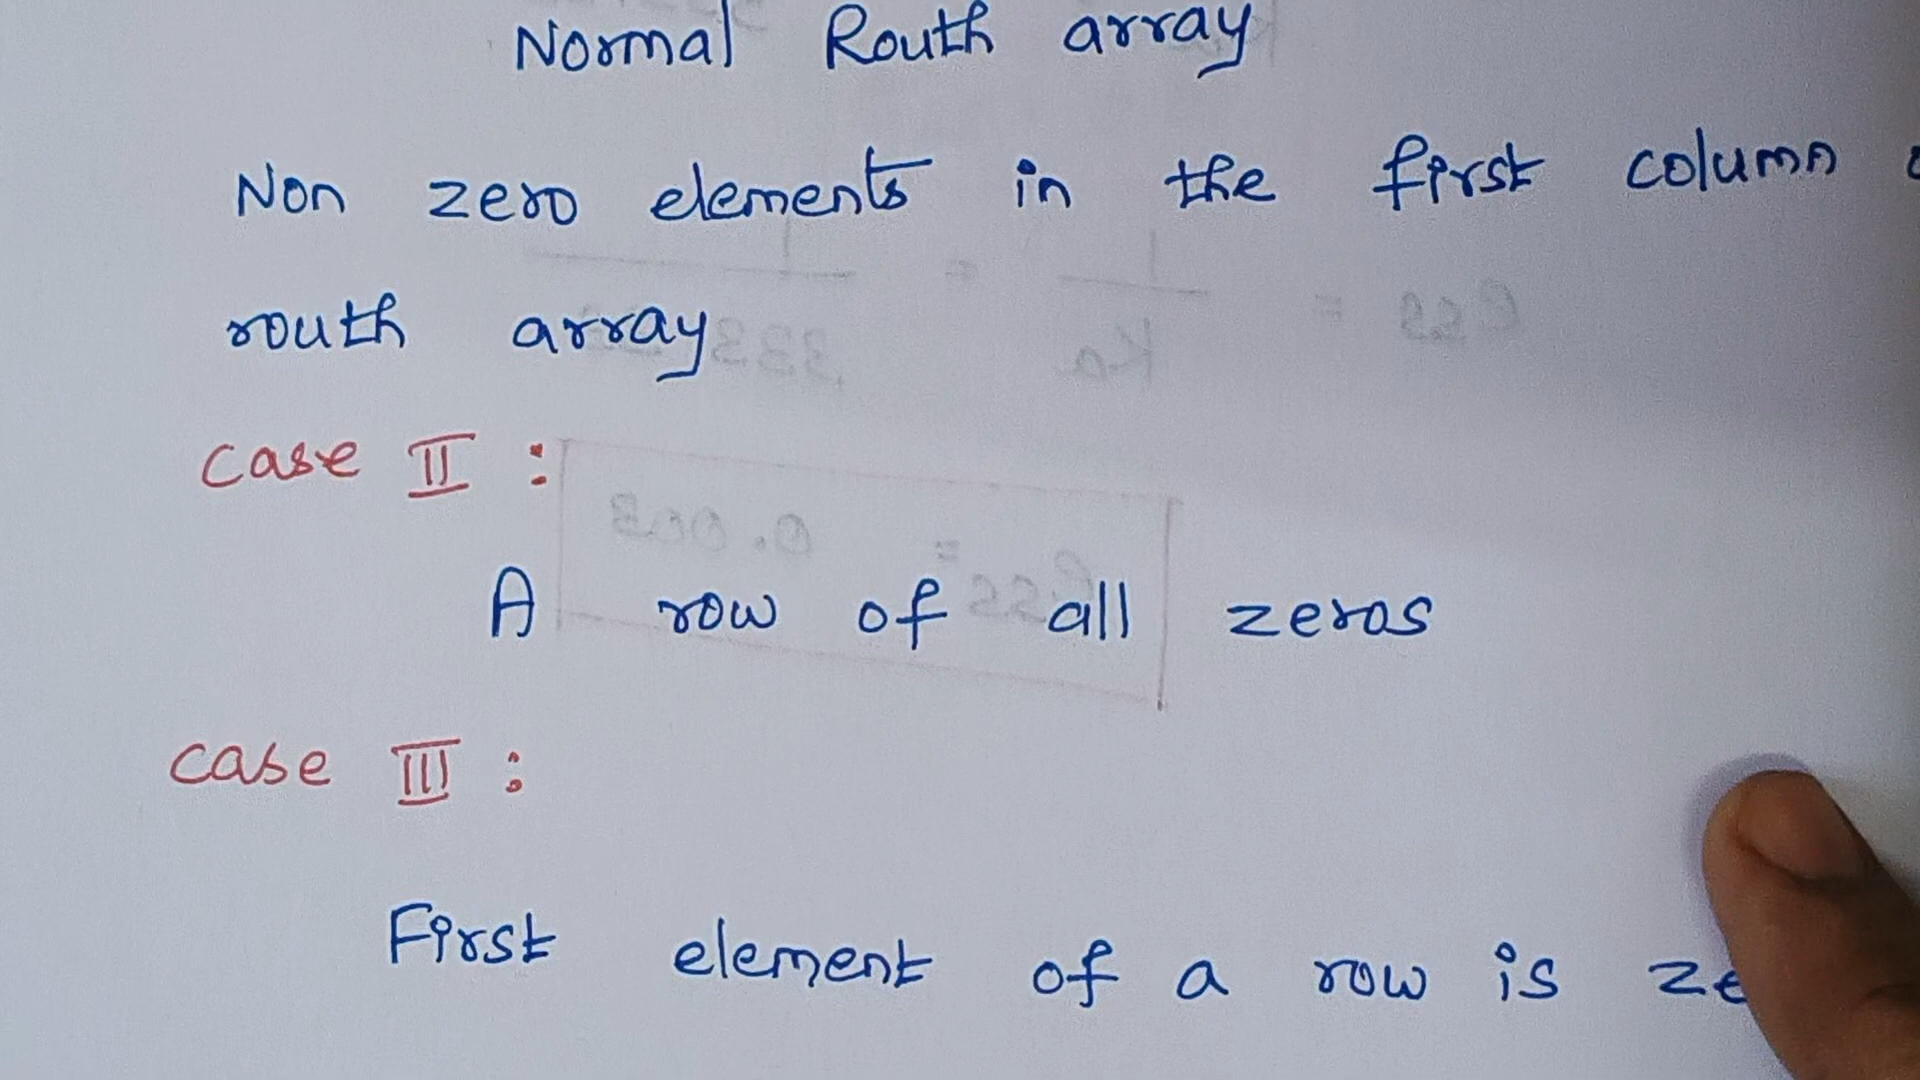 Normal Routh array
Non zero elements in the first column
routh array
case II :
A row of all zeros
case III :
First element of a row is